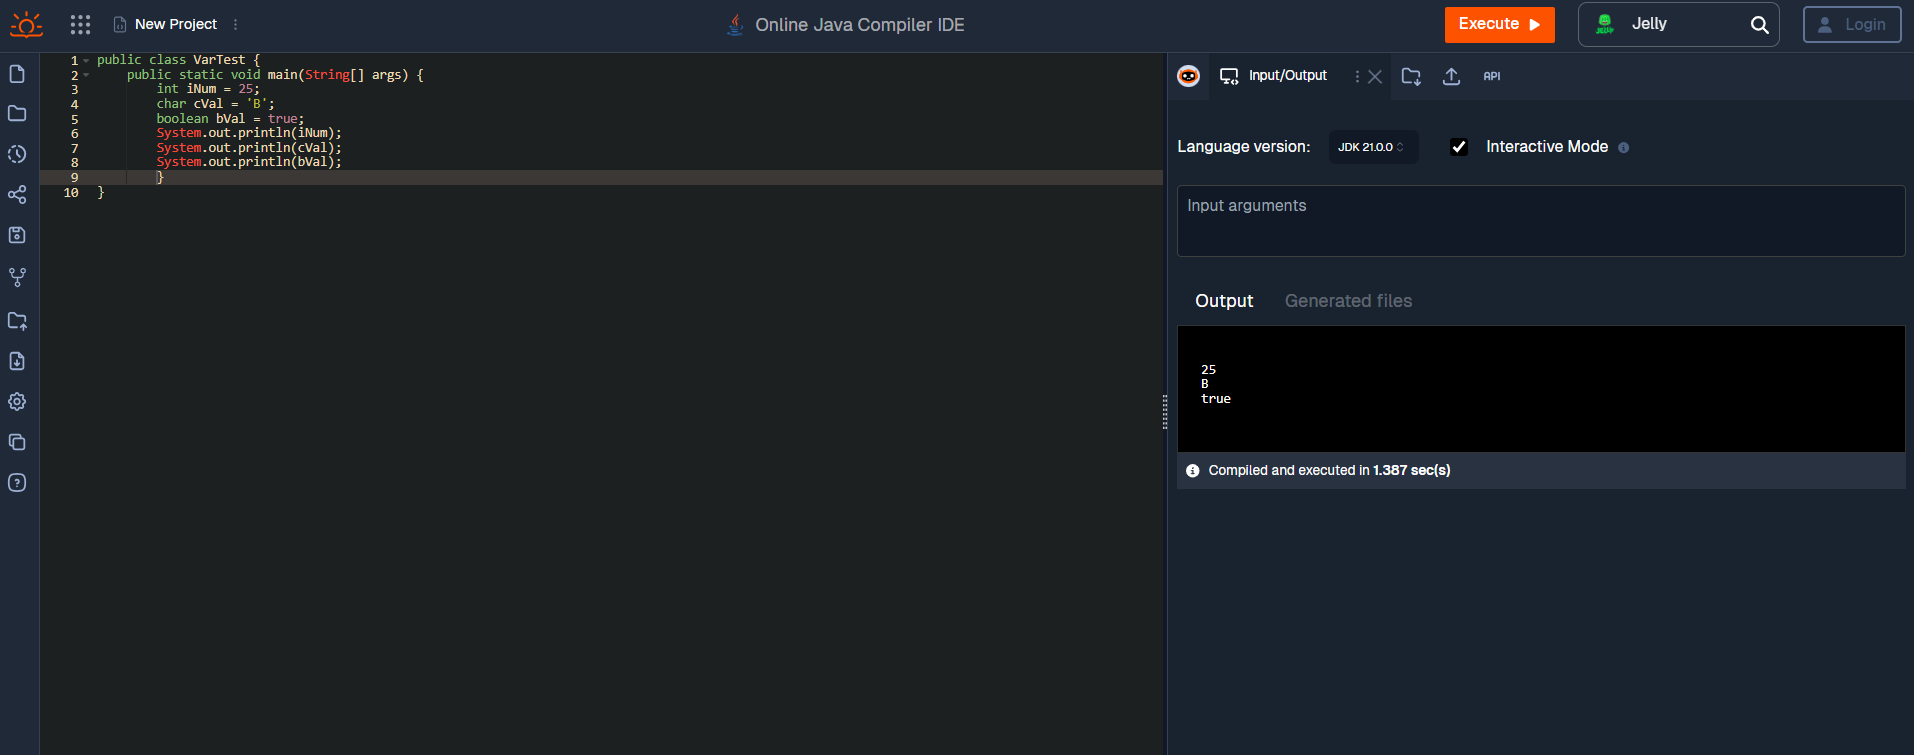 New Project
Online Java Compiler IDE
Execute
JELLY
Jelly
Login
1 public class VarTest {
2     public static void main(String[] args) {
3         int iNum = 25;
4         char cVal = 'B';
5         boolean bVal = true;
6         System.out.println(iNum);
7         System.out.println(cVal);
8         System.out.println(bVal);
9         }
10 }
Input/Output
API
Language version:
JDK 21.0.0
Interactive Mode
Input arguments
Output
Generated files
25
B
true
Compiled and executed in 1.387 sec(s)